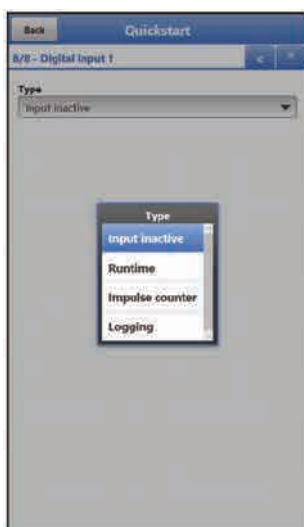 Back
Quickstart
8/8 - Digital input 1
<
Type
Input inactive
Type
Input inactive
Runtime
Impulse counter
Logging